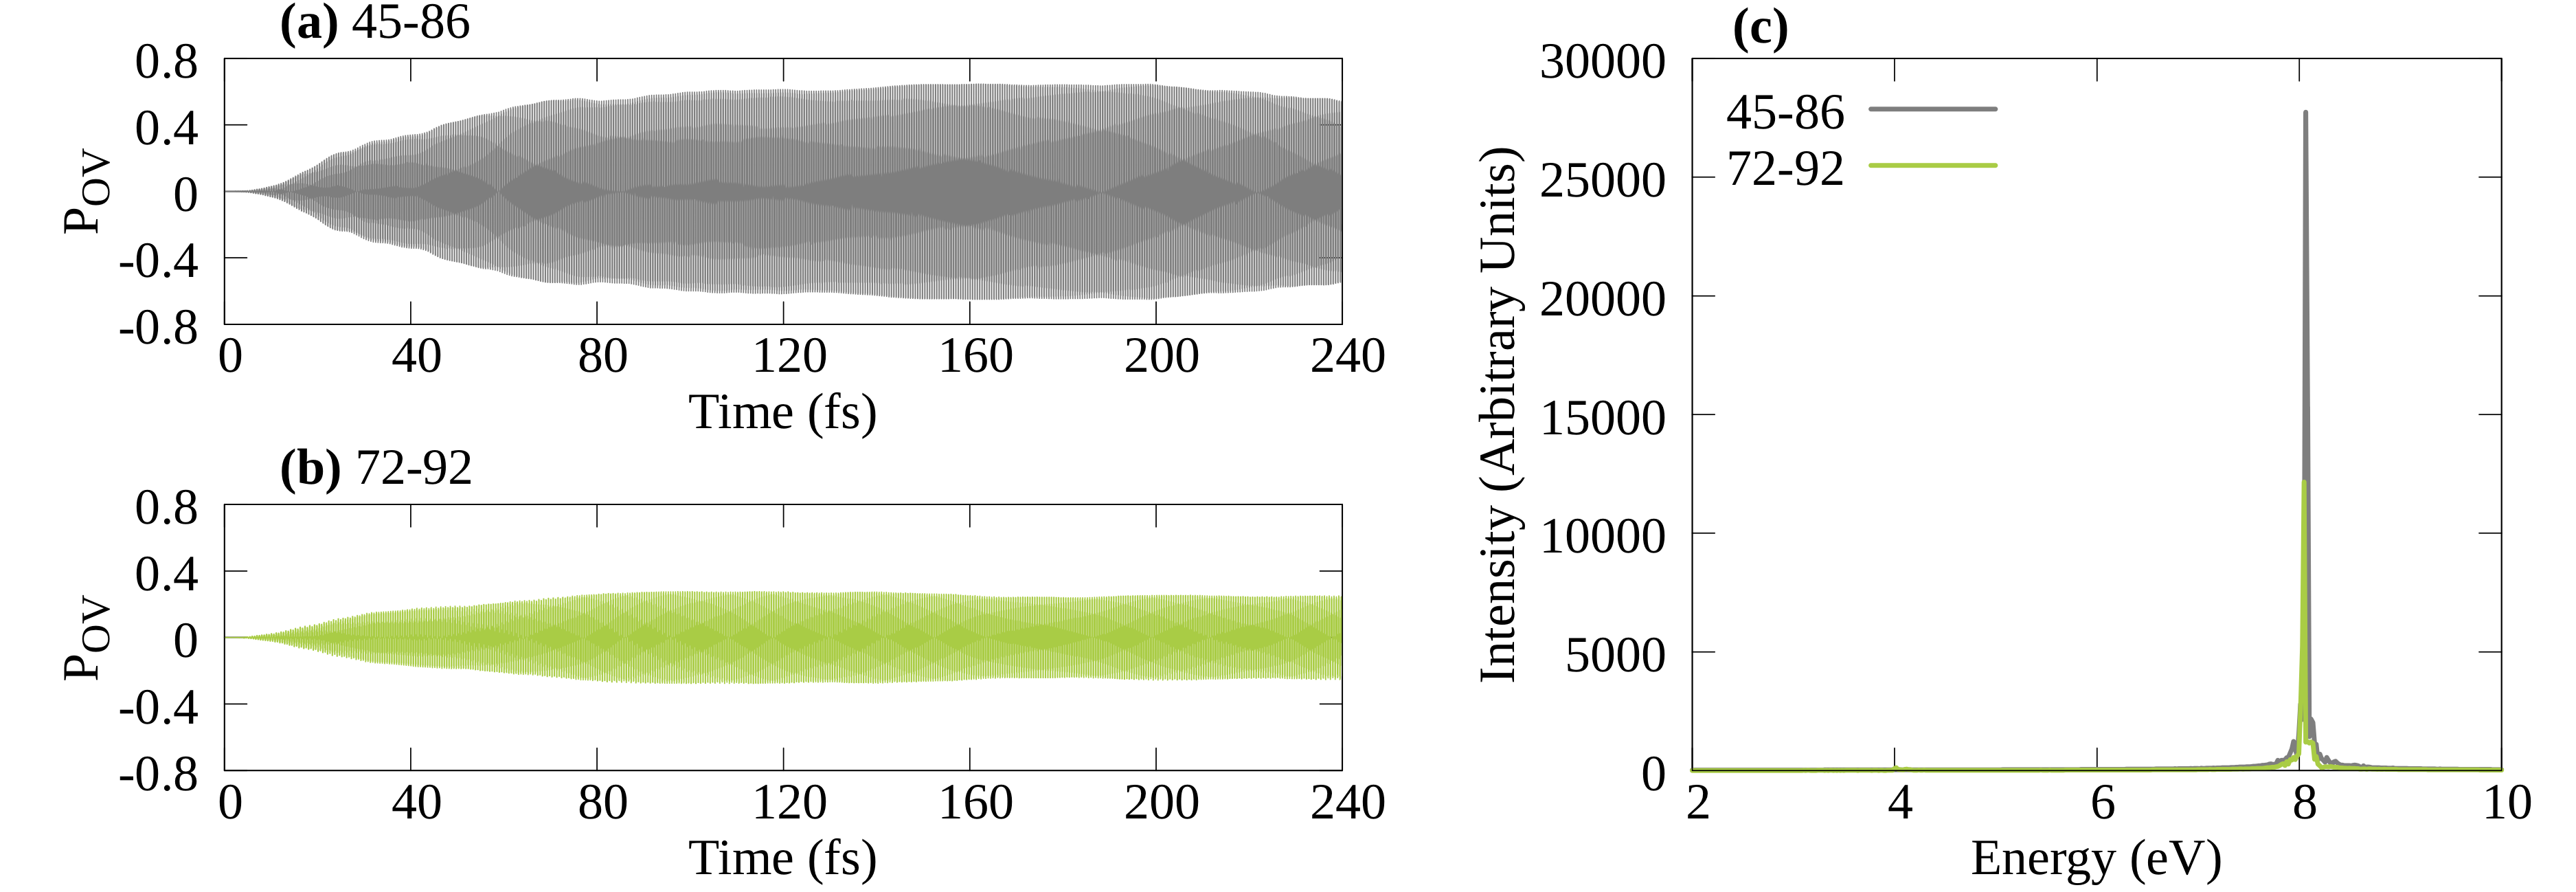 (a) 45-86
0.8
0.4
0
-0.4
-0.8
P_OV
0 40 80 120 160 200 240
Time (fs)
(b) 72-92
0.8
0.4
0
-0.4
-0.8
P_OV
0 40 80 120 160 200 240
Time (fs)
(c)
30000
25000
20000
15000
10000
5000
0
Intensity (Arbitrary Units)
45-86
72-92
2 4 6 8 10
Energy (eV)